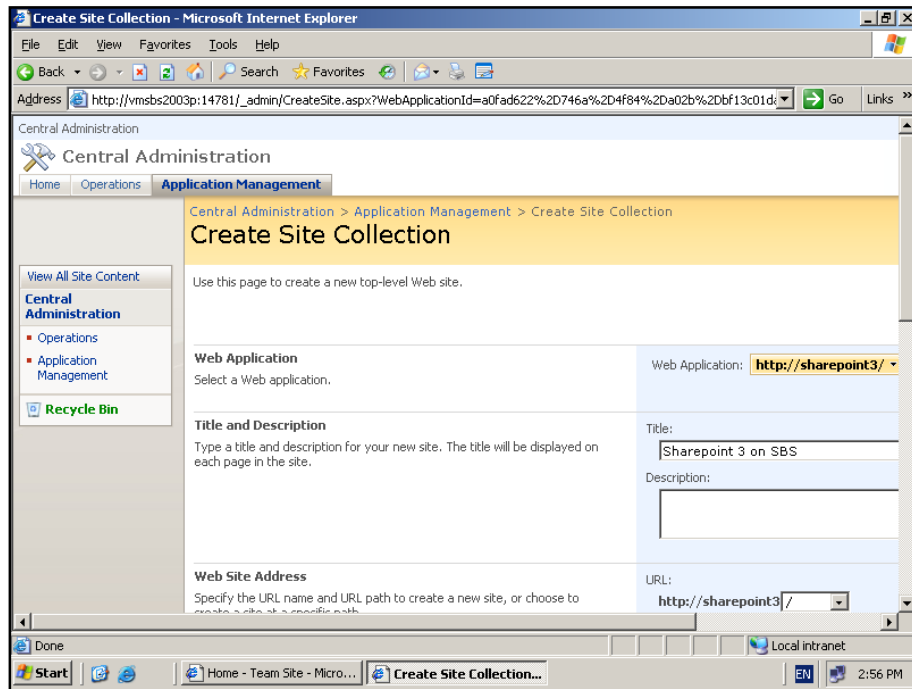 Create Site Collection - Microsoft Internet Explorer
File Edit View Favorites Tools Help
Back Search Favorites
Address http://vmsbs2003p:14781/_admin/CreateSite.aspx?WebApplicationId=a0fad622%2D746a%2D4f84%2Da02b%2Dbf13c01da Go Links »
Central Administration
Central Administration
Home Operations Application Management
Central Administration > Application Management > Create Site Collection
Create Site Collection
View All Site Content
Central
Administration
Operations
Application
Management
Recycle Bin
Use this page to create a new top-level Web site.
Web Application
Select a Web application.
Web Application: http://sharepoint3/
Title and Description
Type a title and description for your new site. The title will be displayed on
each page in the site.
Title:
Sharepoint 3 on SBS
Description:
Web Site Address
Specify the URL name and URL path to create a new site, or choose to
create a site at a specific path.
URL:
http://sharepoint3 /
Done Local intranet
Start Home - Team Site - Micro... Create Site Collection... EN 2:56 PM